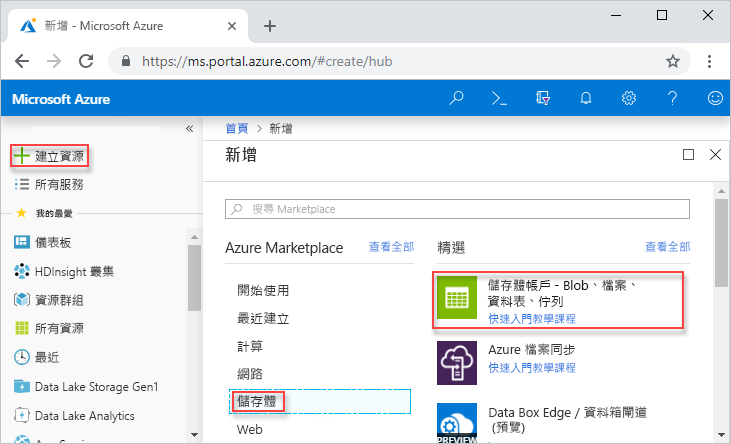 新增 - Microsoft Azure
https://ms.portal.azure.com/#create/hub
Microsoft Azure
建立資源
所有服務
我的最愛
儀表板
HDInsight 叢集
資源群組
所有資源
最近
Data Lake Storage Gen1
Data Lake Analytics
首頁 > 新增
新增
搜尋 Marketplace
Azure Marketplace 查看全部
開始使用
最近建立
計算
網路
儲存體
Web
精選 查看全部
儲存體帳戶 - Blob、檔案、
資料表、佇列
快速入門教學課程
Azure 檔案同步
快速入門教學課程
Data Box Edge / 資料箱閘道
(預覽)
PREVIEW